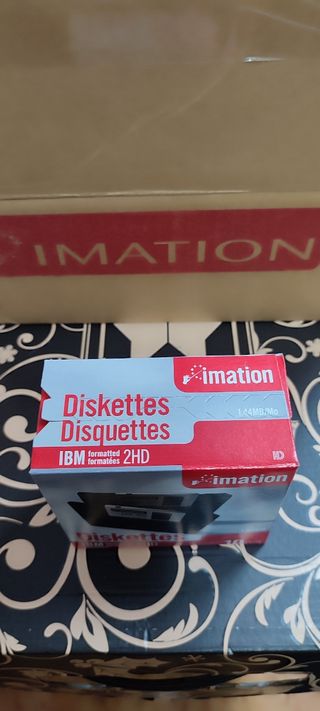 IMATION
imation
Diskettes
1.44MB/Mo
Disquettes
IBM formatted formatées 2HD
imation
Diskettes